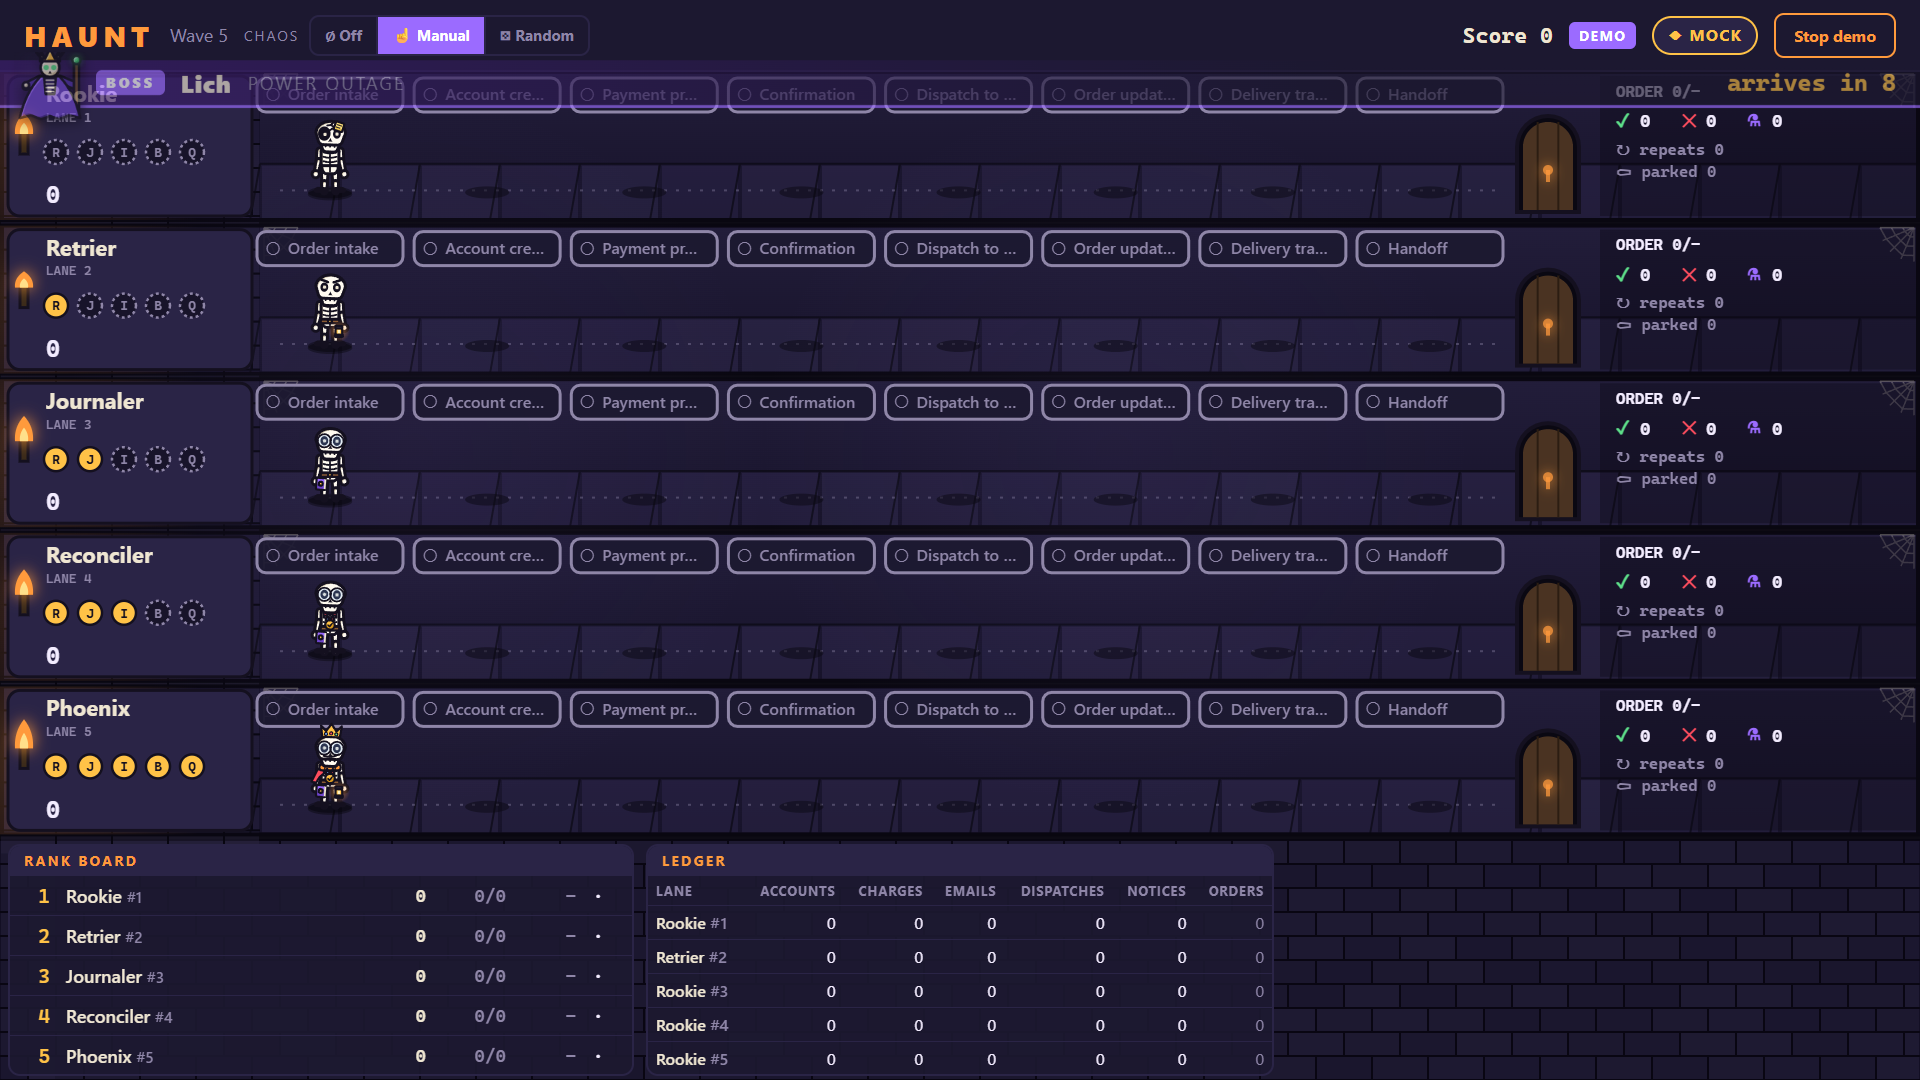 HAUNT Wave 5 CHAOS Ø Off Manual Random Score 0 DEMO MOCK Stop demo
BOSS Lich POWER OUTAGE arrives in 8
Rookie Order intake Account cre... Payment pr... Confirmation Dispatch to ... Order updat... Delivery tra... Handoff ORDER 0/–
LANE 1 ✓ 0 ✕ 0 0
R J I B Q ↻ repeats 0
parked 0
0
Retrier Order intake Account cre... Payment pr... Confirmation Dispatch to ... Order updat... Delivery tra... Handoff ORDER 0/–
LANE 2 ✓ 0 ✕ 0 0
R J I B Q ↻ repeats 0
parked 0
0
Journaler Order intake Account cre... Payment pr... Confirmation Dispatch to ... Order updat... Delivery tra... Handoff ORDER 0/–
LANE 3 ✓ 0 ✕ 0 0
R J I B Q ↻ repeats 0
parked 0
0
Reconciler Order intake Account cre... Payment pr... Confirmation Dispatch to ... Order updat... Delivery tra... Handoff ORDER 0/–
LANE 4 ✓ 0 ✕ 0 0
R J I B Q ↻ repeats 0
parked 0
0
Phoenix Order intake Account cre... Payment pr... Confirmation Dispatch to ... Order updat... Delivery tra... Handoff ORDER 0/–
LANE 5 ✓ 0 ✕ 0 0
R J I B Q ↻ repeats 0
parked 0
0
RANK BOARD
1 Rookie #1 0 0/0 – •
2 Retrier #2 0 0/0 – •
3 Journaler #3 0 0/0 – •
4 Reconciler #4 0 0/0 – •
5 Phoenix #5 0 0/0 – •
LEDGER
LANE ACCOUNTS CHARGES EMAILS DISPATCHES NOTICES ORDERS
Rookie #1 0 0 0 0 0 0
Retrier #2 0 0 0 0 0 0
Rookie #3 0 0 0 0 0 0
Rookie #4 0 0 0 0 0 0
Rookie #5 0 0 0 0 0 0